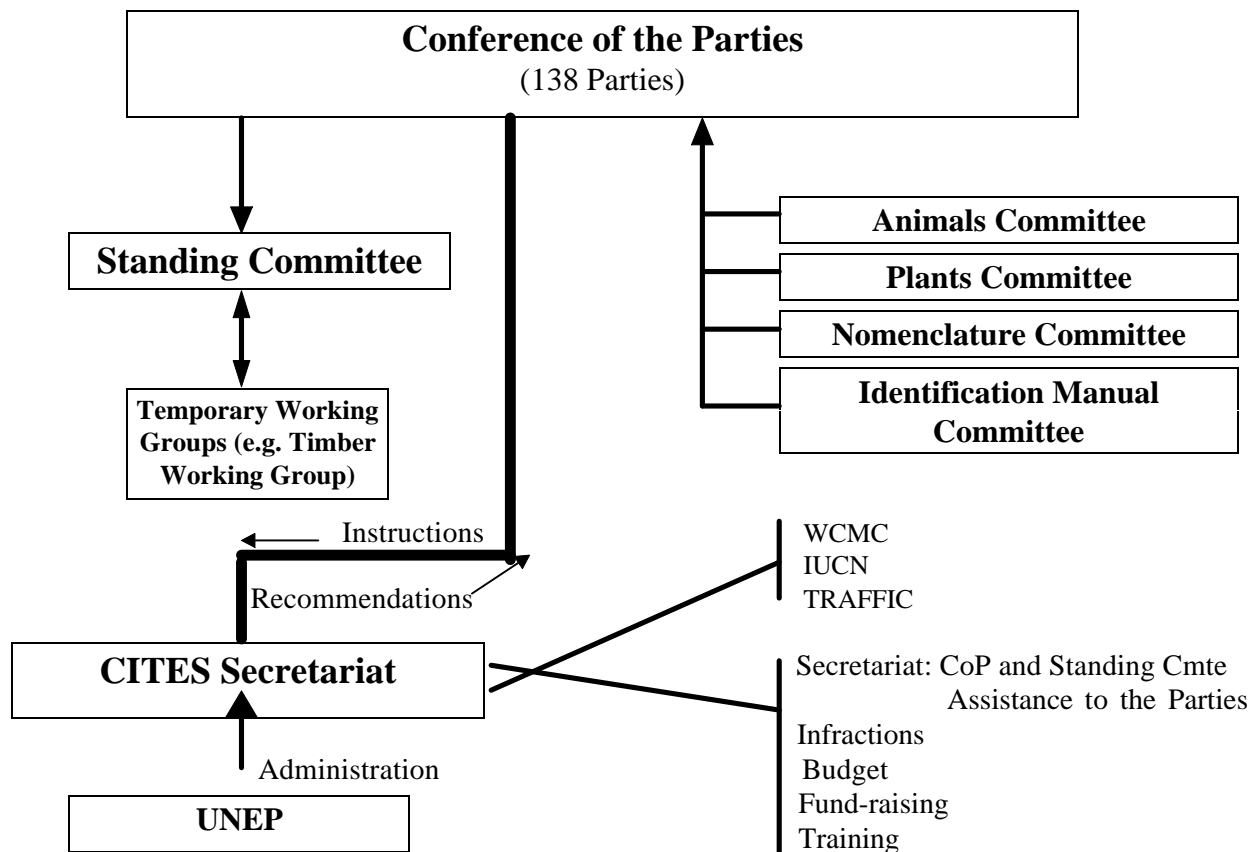 Conference of the Parties
(138 Parties)
Animals Committee
Standing Committee
Plants Committee
Nomenclature Committee
Temporary Working
Groups (e.g. Timber
Working Group)
Identification Manual
Committee
Instructions
WCMC
IUCN
TRAFFIC
Recommendations
CITES Secretariat
Secretariat: CoP and Standing Cmte
Assistance to the Parties
Infractions
Budget
Fund-raising
Training
Administration
UNEP